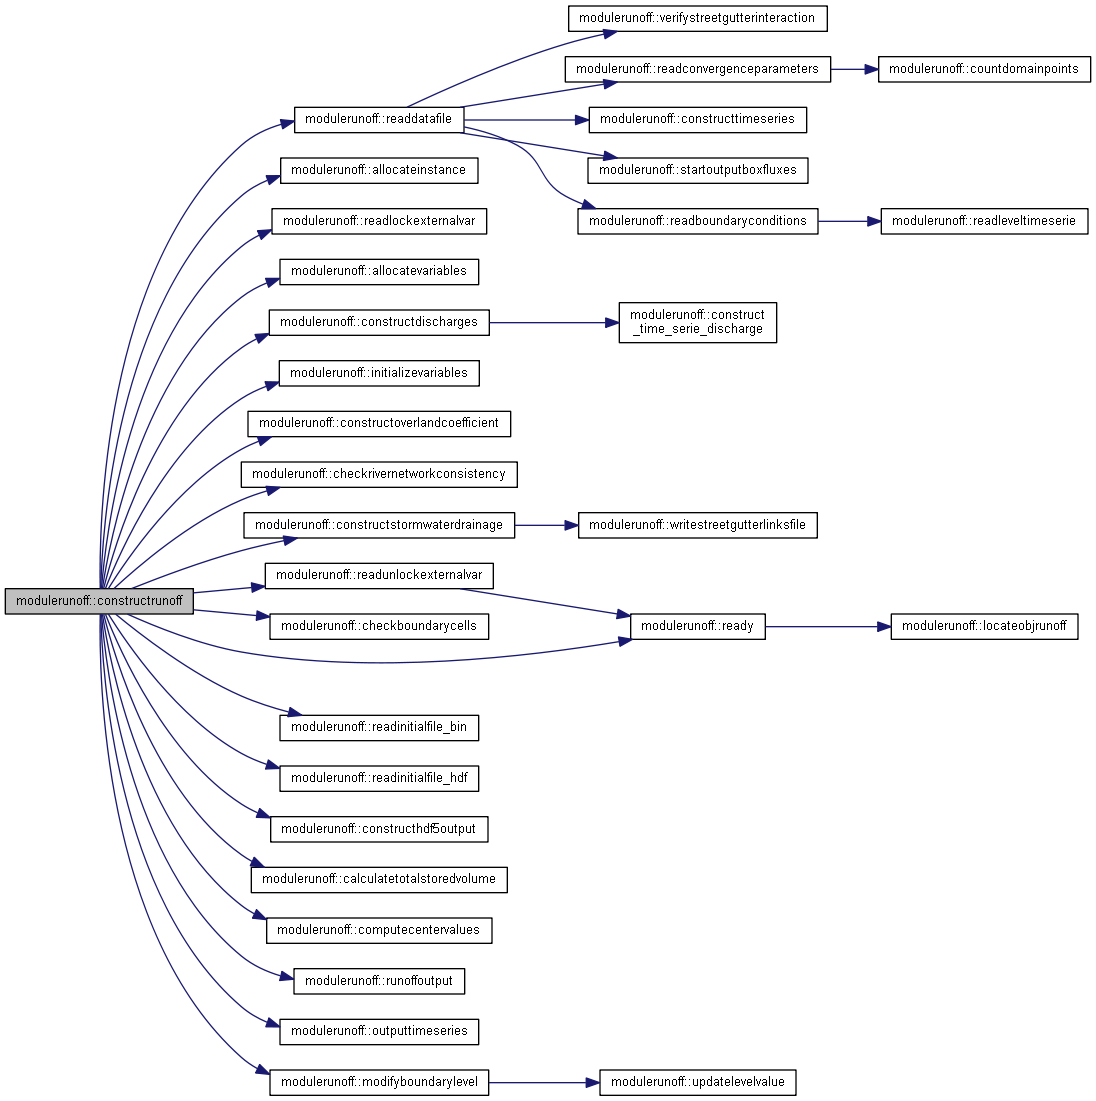 modulerunoff::verifystreetgutterinteraction
modulerunoff::readconvergenceparameters
modulerunoff::countdomainpoints
modulerunoff::readdatafile
modulerunoff::constructtimeseries
modulerunoff::allocateinstance
modulerunoff::startoutputboxfluxes
modulerunoff::readlockexternalvar
modulerunoff::readboundaryconditions
modulerunoff::readleveltimeserie
modulerunoff::allocatevariables
modulerunoff::constructdischarges
modulerunoff::construct
_time_serie_discharge
modulerunoff::initializevariables
modulerunoff::constructoverlandcoefficient
modulerunoff::checkrivernetworkconsistency
modulerunoff::constructstormwaterdrainage
modulerunoff::writestreetgutterlinksfile
modulerunoff::readunlockexternalvar
modulerunoff::constructrunoff
modulerunoff::checkboundarycells
modulerunoff::ready
modulerunoff::locateobjrunoff
modulerunoff::readinitialfile_bin
modulerunoff::readinitialfile_hdf
modulerunoff::constructhdf5output
modulerunoff::calculatetotalstoredvolume
modulerunoff::computecentervalues
modulerunoff::runoffoutput
modulerunoff::outputtimeseries
modulerunoff::modifyboundarylevel
modulerunoff::updatelevelvalue